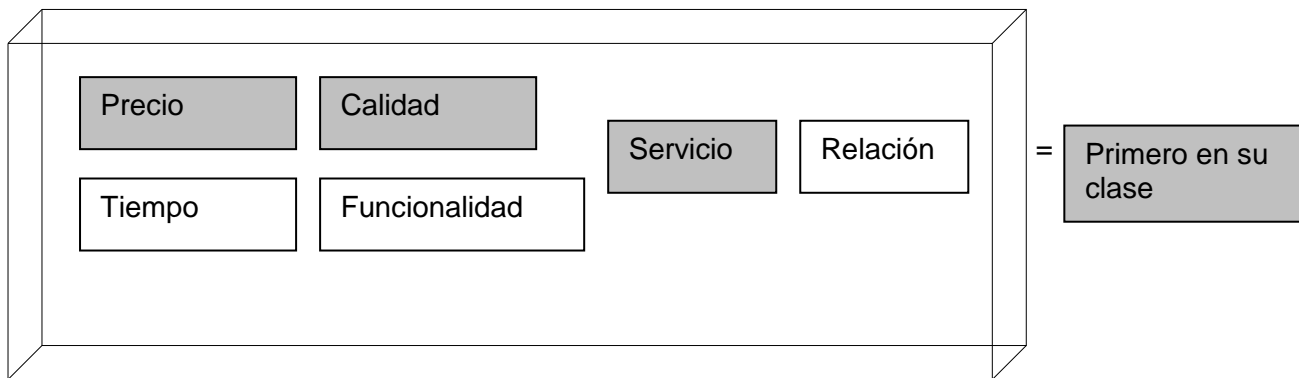 Precio
Calidad
Servicio
Relación
=
Primero en su
clase
Tiempo
Funcionalidad